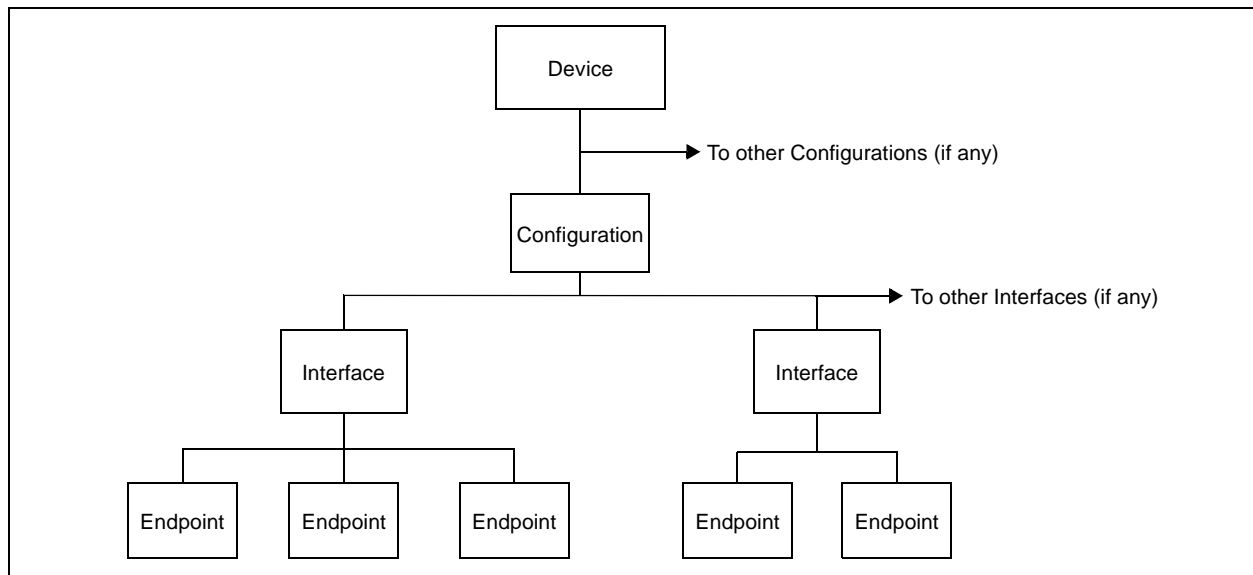 Device
To other Configurations (if any)
Configuration
To other Interfaces (if any)
Interface
Interface
Endpoint
Endpoint
Endpoint
Endpoint
Endpoint